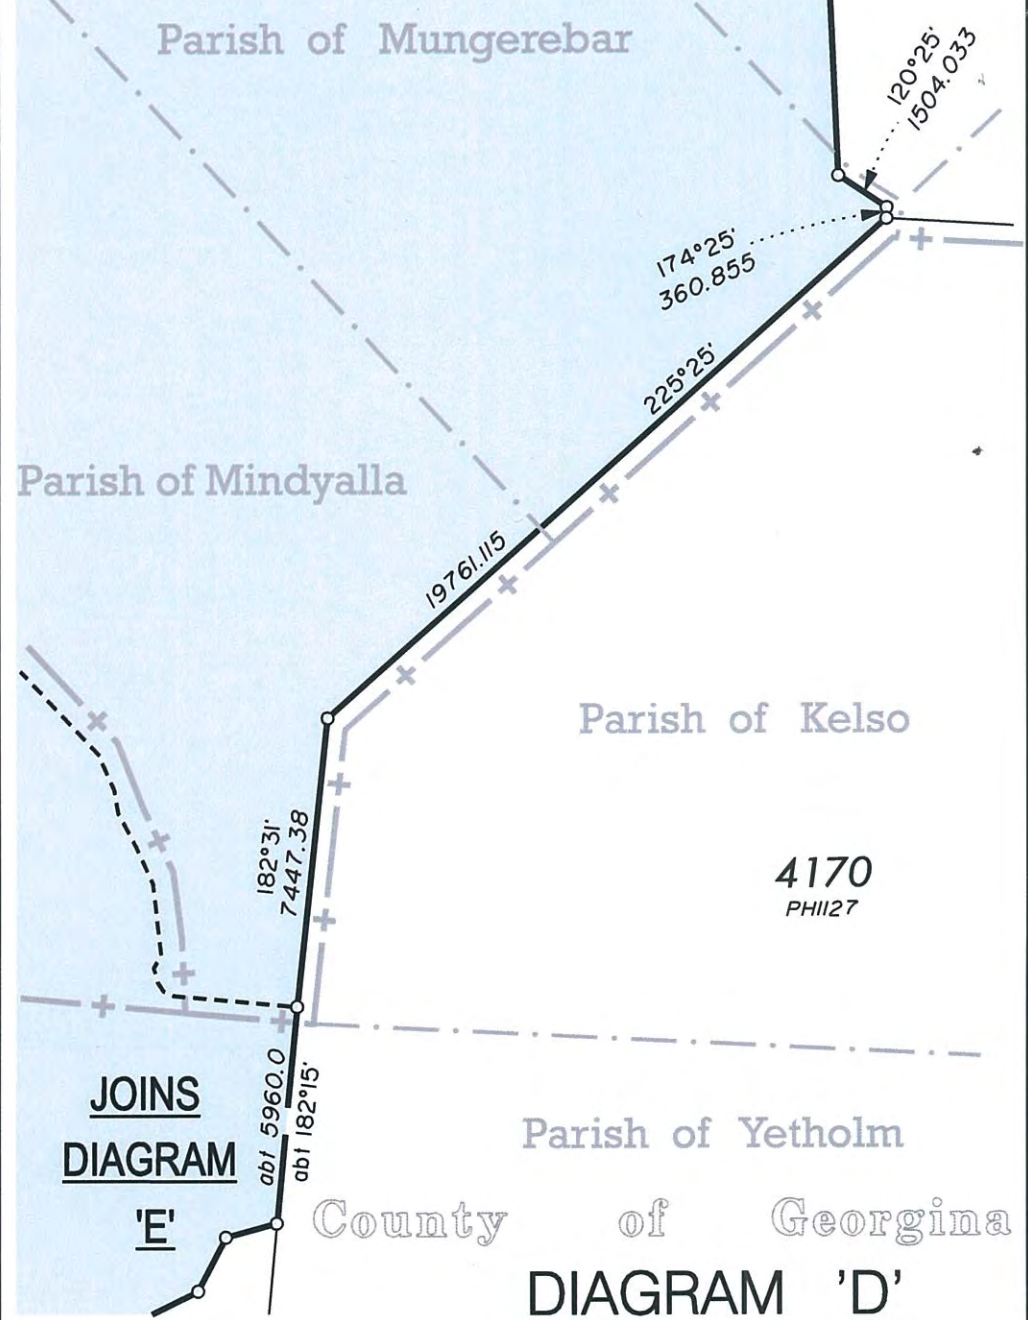 Parish of Mungerebar
120°25'
1504.033
174°25'
360.855
225°25'
Parish of Mindyalla
19761.115
Parish of Kelso
182°31'
7447.38
4170
PH1127
abt 5960.0
abt 182°15'
JOINS
DIAGRAM
'E'
Parish of Yetholm
County of Georgina
DIAGRAM 'D'